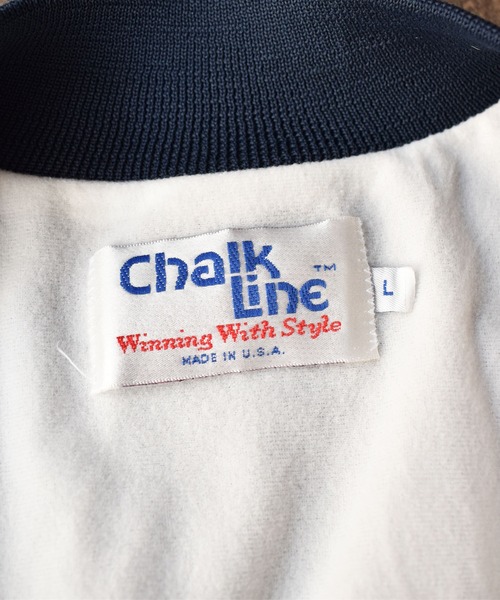 Chalk
Line™
Winning With Style
MADE IN U.S.A.
L